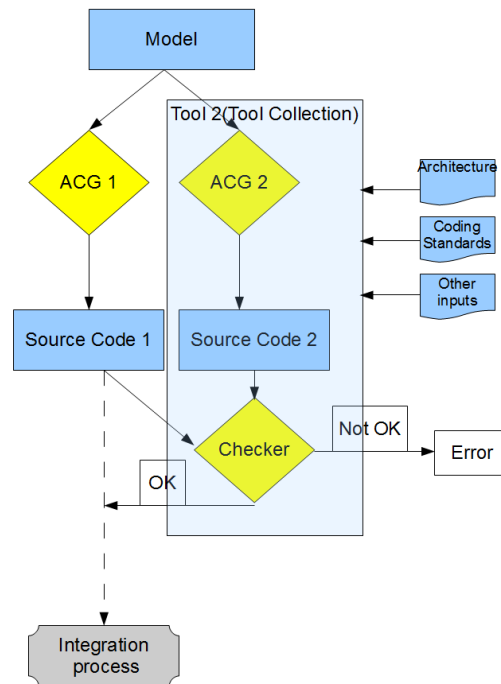 Model
Tool 2(Tool Collection)
ACG 1
ACG 2
Architecture
Coding
Standards
Other
inputs
Source Code 1
Source Code 2
Checker
Not OK
Error
OK
Integration
process